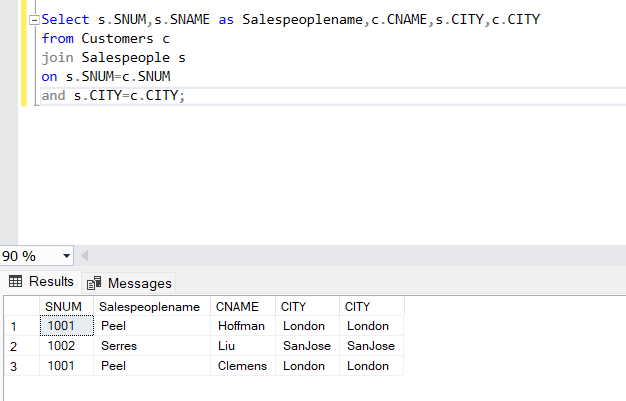 Select s.SNUM,s.SNAME as Salespeoplename,c.CNAME,s.CITY,c.CITY
from Customers c
join Salespeople s
on s.SNUM=c.SNUM
and s.CITY=c.CITY;
90 %
Results Messages
SNUM Salespeoplename CNAME CITY CITY
1 1001 Peel Hoffman London London
2 1002 Serres Liu SanJose SanJose
3 1001 Peel Clemens London London